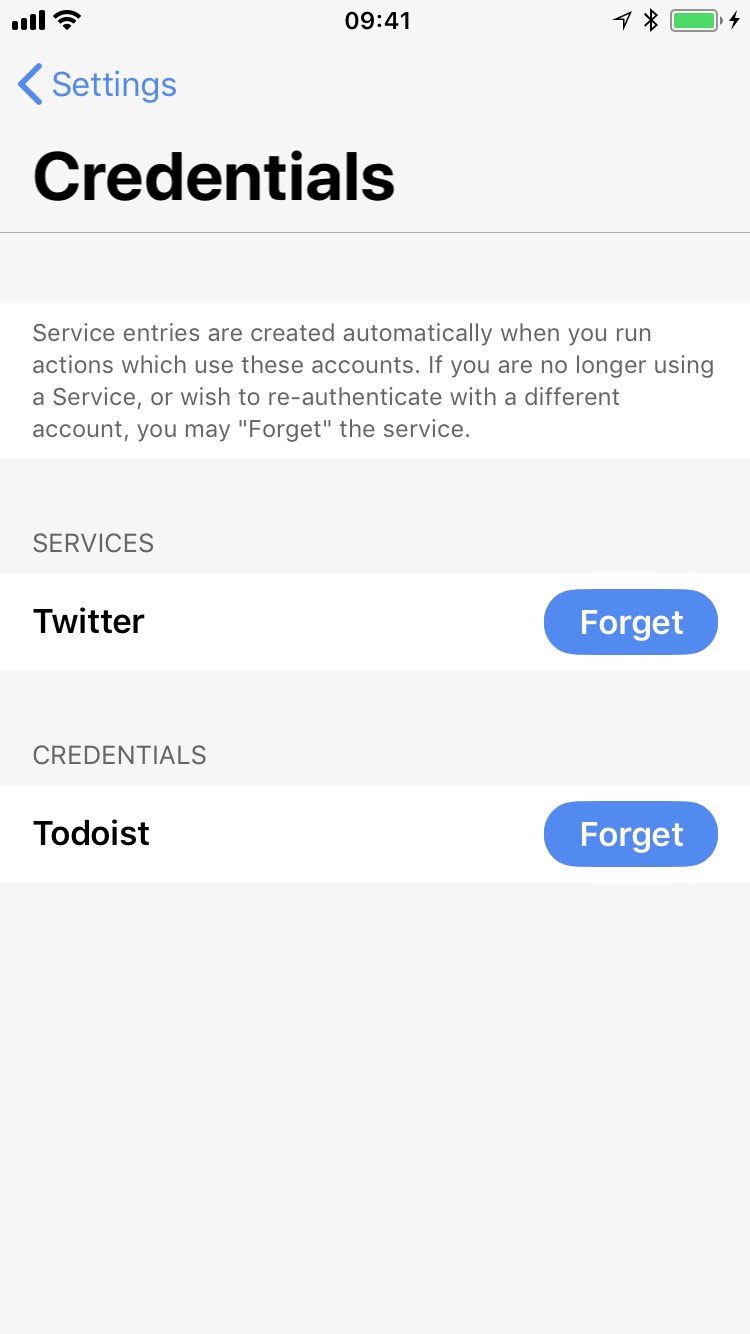 09:41
Settings
Credentials
Service entries are created automatically when you run
actions which use these accounts. If you are no longer using
a Service, or wish to re-authenticate with a different
account, you may "Forget" the service.
SERVICES
Twitter Forget
CREDENTIALS
Todoist Forget